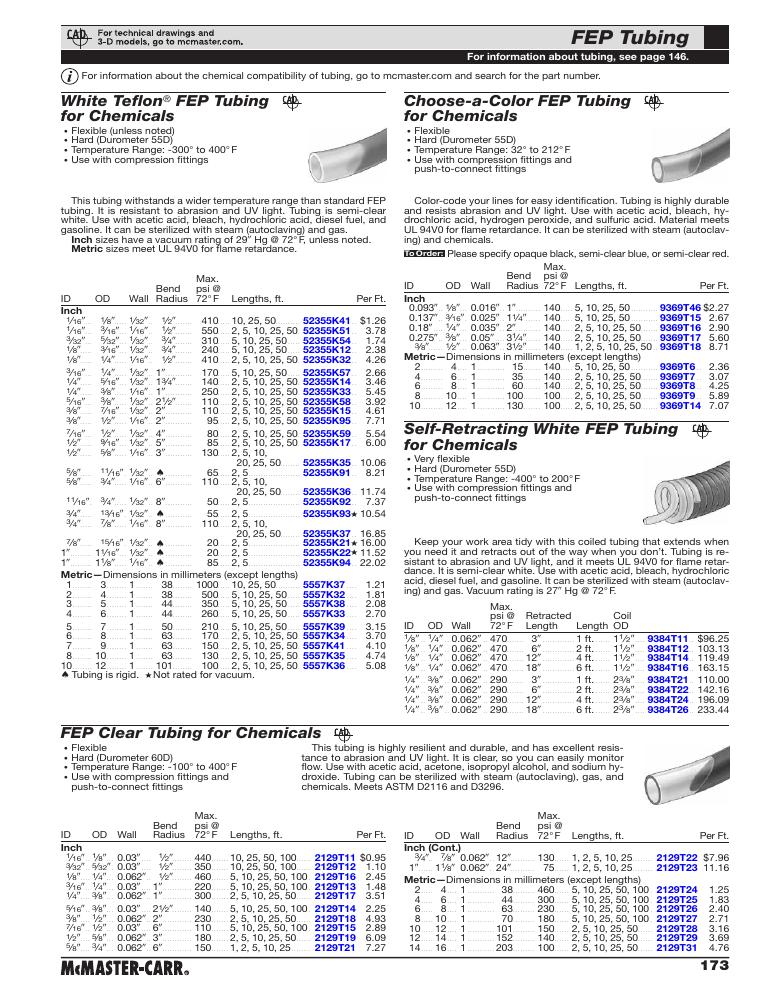 For technical drawings and
3-D models, go to mcmaster.com.
FEP Tubing
For information about tubing, see page 146.
For information about the chemical compatibility of tubing, go to mcmaster.com and search for the part number.
White Teflon® FEP Tubing
for Chemicals
• Flexible (unless noted)
• Hard (Durometer 55D)
• Temperature Range: -300° to 400° F
• Use with compression fittings
This tubing withstands a wider temperature range than standard FEP
tubing. It is resistant to abrasion and UV light. Tubing is semi-clear
white. Use with acetic acid, bleach, hydrochloric acid, diesel fuel, and
gasoline. It can be sterilized with steam (autoclaving).
Inch sizes have a vacuum rating of 29″ Hg @ 72° F, unless noted.
Metric sizes meet UL 94V0 for flame retardance.
Max.
Bend psi @
ID OD Wall Radius 72° F Lengths, ft. Per Ft.
Inch
1/16″ 1/8″ 1/32″ 1/2″ 410 10, 25, 50 52355K41 $1.26
1/16″ 3/16″ 1/16″ 1/2″ 550 2, 5, 10, 25, 50 52355K51 3.78
3/32″ 5/32″ 1/32″ 3/4″ 310 5, 10, 25, 50 52355K54 1.74
1/8″ 3/16″ 1/32″ 3/4″ 240 5, 10, 25, 50 52355K12 2.38
1/8″ 1/4″ 1/16″ 1/2″ 410 2, 5, 10, 25, 50 52355K32 4.26
3/16″ 1/4″ 1/32″ 1″ 170 5, 10, 25, 50 52355K57 2.66
1/4″ 5/16″ 1/32″ 1 3/4″ 140 2, 5, 10, 25, 50 52355K14 3.46
1/4″ 3/8″ 1/16″ 1″ 250 2, 5, 10, 25, 50 52355K33 5.45
5/16″ 3/8″ 1/32″ 2 1/2″ 110 2, 5, 10, 25, 50 52355K58 3.92
3/8″ 7/16″ 1/32″ 2″ 110 2, 5, 10, 25, 50 52355K15 4.61
3/8″ 1/2″ 1/16″ 2″ 95 2, 5, 10, 25, 50 52355K95 7.71
7/16″ 1/2″ 1/32″ 4″ 80 2, 5, 10, 25, 50 52355K59 5.54
1/2″ 9/16″ 1/32″ 5″ 85 2, 5, 10, 25, 50 52355K17 6.00
1/2″ 5/8″ 1/16″ 3″ 130 2, 5, 10,
20, 25, 50 52355K35 10.06
5/8″ 11/16″ 1/32″ ♠ 65 2, 5 52355K91 8.21
5/8″ 3/4″ 1/16″ 6″ 110 2, 5, 10,
20, 25, 50 52355K36 11.74
11/16″ 3/4″ 1/32″ 8″ 50 2, 5 52355K92 7.37
3/4″ 13/16″ 1/32″ ♠ 55 2, 5 52355K93★ 10.54
3/4″ 7/8″ 1/16″ 8″ 110 2, 5, 10,
20, 25, 50 52355K37 16.85
7/8″ 15/16″ 1/32″ ♠ 20 2, 5 52355K21★ 16.00
1″ 1 1/16″ 1/32″ ♠ 20 2, 5 52355K22★ 11.52
1″ 1 1/8″ 1/16″ ♠ 85 2, 5 52355K94 22.02
Metric—Dimensions in millimeters (except lengths)
1 3 1 38 1000 10, 25, 50 5557K37 1.21
2 4 1 38 500 5, 10, 25, 50 5557K32 1.81
3 5 1 44 350 5, 10, 25, 50 5557K38 2.08
4 6 1 44 260 5, 10, 25, 50 5557K33 2.70
5 7 1 50 210 5, 10, 25, 50 5557K39 3.15
6 8 1 63 170 2, 5, 10, 25, 50 5557K34 3.70
7 9 1 63 150 2, 5, 10, 25, 50 5557K41 4.10
8 10 1 63 130 2, 5, 10, 25, 50 5557K35 4.74
10 12 1 101 100 2, 5, 10, 25, 50 5557K36 5.08
♠ Tubing is rigid. ★ Not rated for vacuum.
Choose-a-Color FEP Tubing
for Chemicals
• Flexible
• Hard (Durometer 55D)
• Temperature Range: 32° to 212° F
• Use with compression fittings and
push-to-connect fittings
Color-code your lines for easy identification. Tubing is highly durable
and resists abrasion and UV light. Use with acetic acid, bleach, hy-
drochloric acid, hydrogen peroxide, and sulfuric acid. Material meets
UL 94V0 for flame retardance. It can be sterilized with steam (autoclav-
ing) and chemicals.
To Order: Please specify opaque black, semi-clear blue, or semi-clear red.
Max.
Bend psi @
ID OD Wall Radius 72° F Lengths, ft. Per Ft.
Inch
0.093″ 1/8″ 0.016″ 1″ 140 5, 10, 25, 50 9369T46 $2.27
0.137″ 3/16″ 0.025″ 1 1/4″ 140 5, 10, 25, 50 9369T15 2.67
0.18″ 1/4″ 0.035″ 2″ 140 2, 5, 10, 25, 50 9369T16 2.90
0.275″ 3/8″ 0.05″ 3 1/4″ 140 2, 5, 10, 25, 50 9369T17 5.60
3/8″ 1/2″ 0.063″ 3 1/2″ 140 1, 2, 5, 10, 25, 50 9369T18 8.71
Metric—Dimensions in millimeters (except lengths)
2 4 1 15 140 5, 10, 25, 50 9369T6 2.36
4 6 1 35 140 2, 5, 10, 25, 50 9369T7 3.07
6 8 1 60 140 2, 5, 10, 25, 50 9369T8 4.25
8 10 1 100 100 2, 5, 10, 25, 50 9369T9 5.89
10 12 1 130 100 2, 5, 10, 25, 50 9369T14 7.07
Self-Retracting White FEP Tubing
for Chemicals
• Very flexible
• Hard (Durometer 55D)
• Temperature Range: -400° to 200° F
• Use with compression fittings and
push-to-connect fittings
Keep your work area tidy with this coiled tubing that extends when
you need it and retracts out of the way when you don't. Tubing is re-
sistant to abrasion and UV light, and it meets UL 94V0 for flame retar-
dance. It is semi-clear white. Use with acetic acid, bleach, hydrochloric
acid, diesel fuel, and gasoline. It can be sterilized with steam (autoclav-
ing) and gas. Vacuum rating is 27″ Hg @ 72° F.
Max.
psi @ Retracted Coil
ID OD Wall 72° F Length Length OD
1/8″ 1/4″ 0.062″ 470 3″ 1 ft. 1 1/2″ 9384T11 $96.25
1/8″ 1/4″ 0.062″ 470 6″ 2 ft. 1 1/2″ 9384T12 103.13
1/8″ 1/4″ 0.062″ 470 12″ 4 ft. 1 1/2″ 9384T14 119.49
1/8″ 1/4″ 0.062″ 470 18″ 6 ft. 1 1/2″ 9384T16 163.15
1/4″ 3/8″ 0.062″ 290 3″ 1 ft. 2 3/8″ 9384T21 110.00
1/4″ 3/8″ 0.062″ 290 6″ 2 ft. 2 3/8″ 9384T22 142.16
1/4″ 3/8″ 0.062″ 290 12″ 4 ft. 2 3/8″ 9384T24 196.09
1/4″ 3/8″ 0.062″ 290 18″ 6 ft. 2 3/8″ 9384T26 233.44
FEP Clear Tubing for Chemicals
• Flexible
• Hard (Durometer 60D)
• Temperature Range: -100° to 400° F
• Use with compression fittings and
push-to-connect fittings
This tubing is highly resilient and durable, and has excellent resis-
tance to abrasion and UV light. It is clear, so you can easily monitor
flow. Use with acetic acid, acetone, isopropyl alcohol, and sodium hy-
droxide. Tubing can be sterilized with steam (autoclaving), gas, and
chemicals. Meets ASTM D2116 and D3296.
Max.
Bend psi @
ID OD Wall Radius 72° F Lengths, ft. Per Ft.
Inch
1/16″ 1/8″ 0.03″ 1/2″ 440 10, 25, 50, 100 2129T11 $0.95
3/32″ 5/32″ 0.03″ 1/2″ 350 10, 25, 50, 100 2129T12 1.10
1/8″ 1/4″ 0.062″ 1/2″ 460 5, 10, 25, 50, 100 2129T16 2.45
3/16″ 1/4″ 0.03″ 1″ 220 5, 10, 25, 50, 100 2129T13 1.48
1/4″ 3/8″ 0.062″ 1″ 300 2, 5, 10, 25, 50 2129T17 3.51
5/16″ 3/8″ 0.03″ 2 1/2″ 140 5, 10, 25, 50, 100 2129T14 2.25
3/8″ 1/2″ 0.062″ 2″ 230 2, 5, 10, 25, 50 2129T18 4.93
7/16″ 1/2″ 0.03″ 6″ 110 5, 10, 25, 50, 100 2129T15 2.89
1/2″ 5/8″ 0.062″ 3″ 180 2, 5, 10, 25, 50 2129T19 6.09
5/8″ 3/4″ 0.062″ 6″ 150 1, 2, 5, 10, 25 2129T21 7.27
Max.
Bend psi @
ID OD Wall Radius 72° F Lengths, ft. Per Ft.
Inch (Cont.)
3/4″ 7/8″ 0.062″ 12″ 130 1, 2, 5, 10, 25 2129T22 $7.96
1″ 1 1/8″ 0.062″ 24″ 75 1, 2, 5, 10, 25 2129T23 11.16
Metric—Dimensions in millimeters (except lengths)
2 4 1 38 460 5, 10, 25, 50, 100 2129T24 1.25
4 6 1 44 300 5, 10, 25, 50, 100 2129T25 1.83
6 8 1 63 230 5, 10, 25, 50, 100 2129T26 2.40
8 10 1 70 180 5, 10, 25, 50, 100 2129T27 2.71
10 12 1 101 150 2, 5, 10, 25, 50 2129T28 3.16
12 14 1 152 140 2, 5, 10, 25, 50 2129T29 3.69
14 16 1 203 100 2, 5, 10, 25, 50 2129T31 4.76
McMASTER-CARR®
173